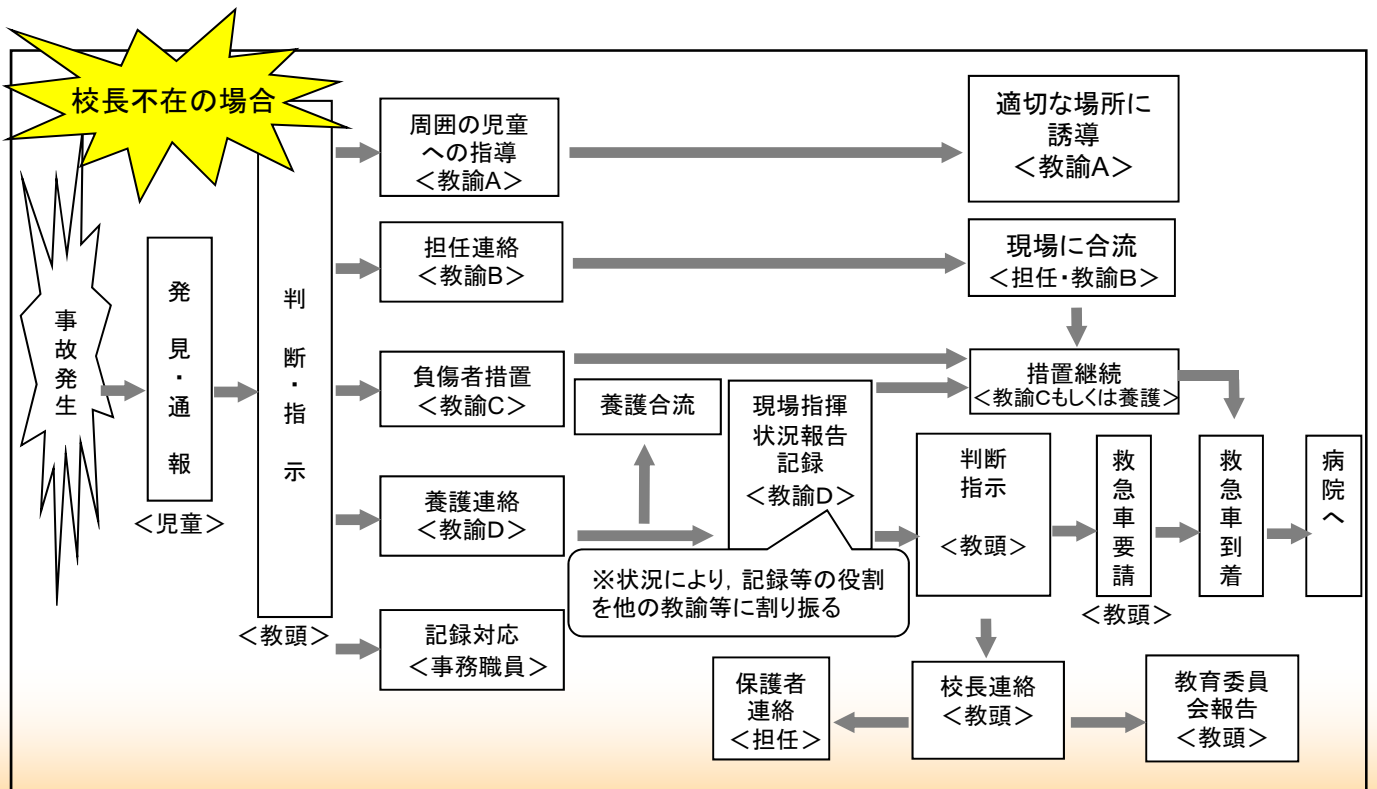 校長不在の場合
事故発生
発見・通報
<児童>
判断・指示
<教頭>
周囲の児童
への指導
<教諭A>
適切な場所に
誘導
<教諭A>
担任連絡
<教諭B>
現場に合流
<担任・教諭B>
負傷者措置
<教諭C>
養護合流
現場指揮
状況報告
記録
<教諭D>
措置継続
<教諭Cもしくは養護>
養護連絡
<教諭D>
※状況により，記録等の役割
を他の教諭等に割り振る
判断
指示
<教頭>
救急車要請
<教頭>
救急車到着
病院へ
記録対応
<事務職員>
保護者
連絡
<担任>
校長連絡
<教頭>
教育委員
会報告
<教頭>